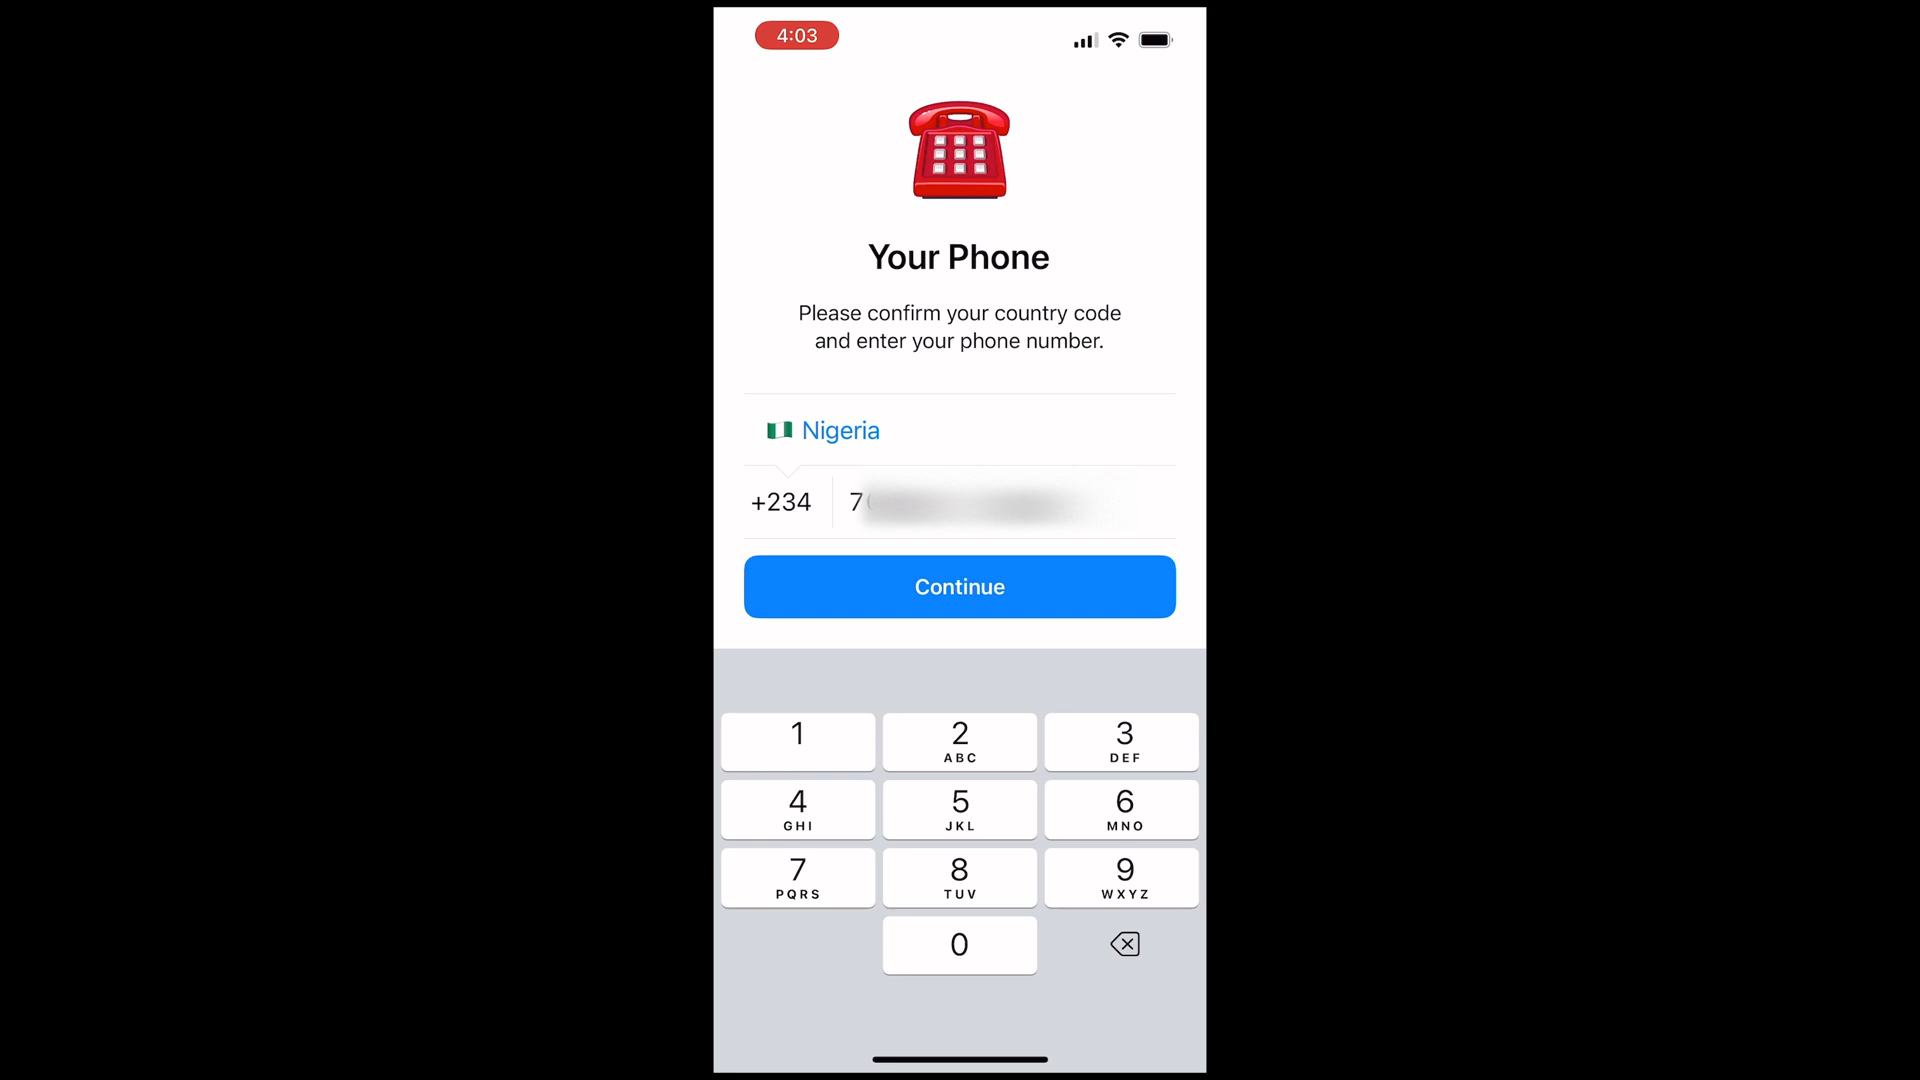 4:03
Your Phone
Please confirm your country code
and enter your phone number.
Nigeria
+234 7
Continue
1 2 3
ABC DEF
4 5 6
GHI JKL MNO
7 8 9
PQRS TUV WXYZ
0